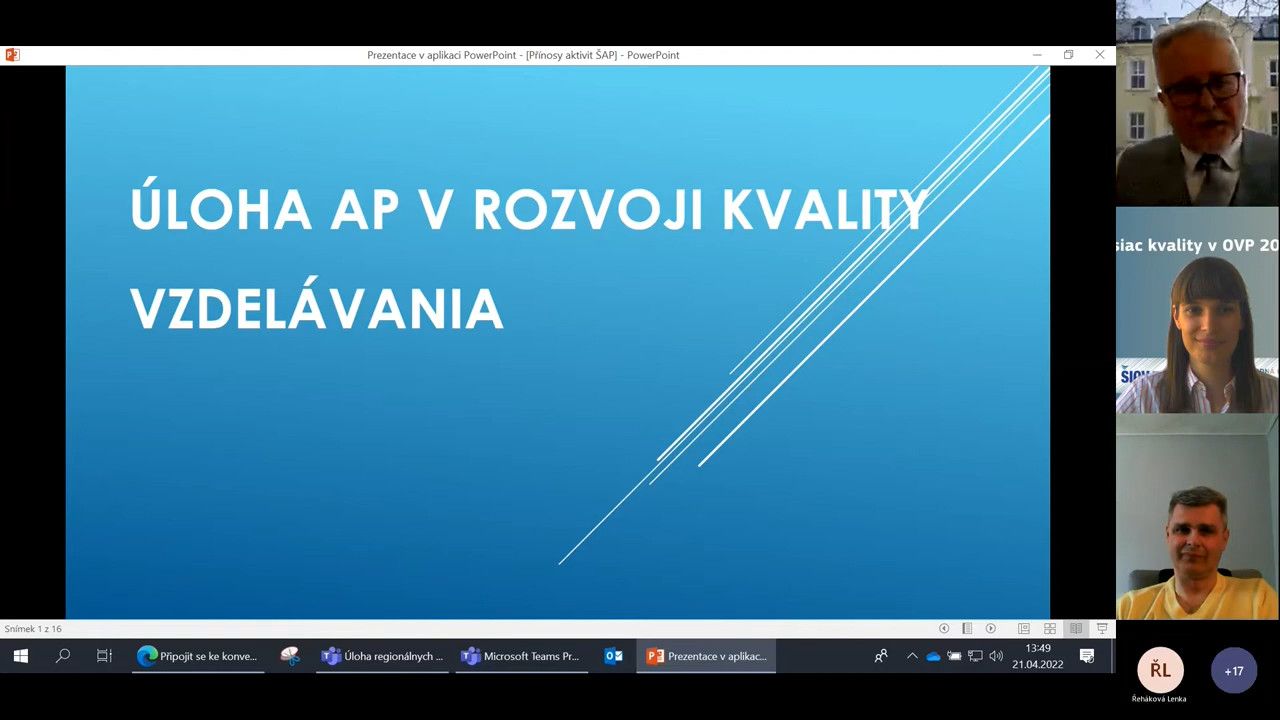 Prezentace v aplikaci PowerPoint - [Přínosy aktivit ŠAP] - PowerPoint
ÚLOHA AP V ROZVOJI KVALITY
VZDELÁVANIA
siac kvality v OVP 20
Snímek 1 z 16
Připojit se ke konve...
Úloha regionálnych ...
Microsoft Teams Pr...
Prezentace v aplikac...
13:49
21.04.2022
ŘL
+17
Řeháková Lenka